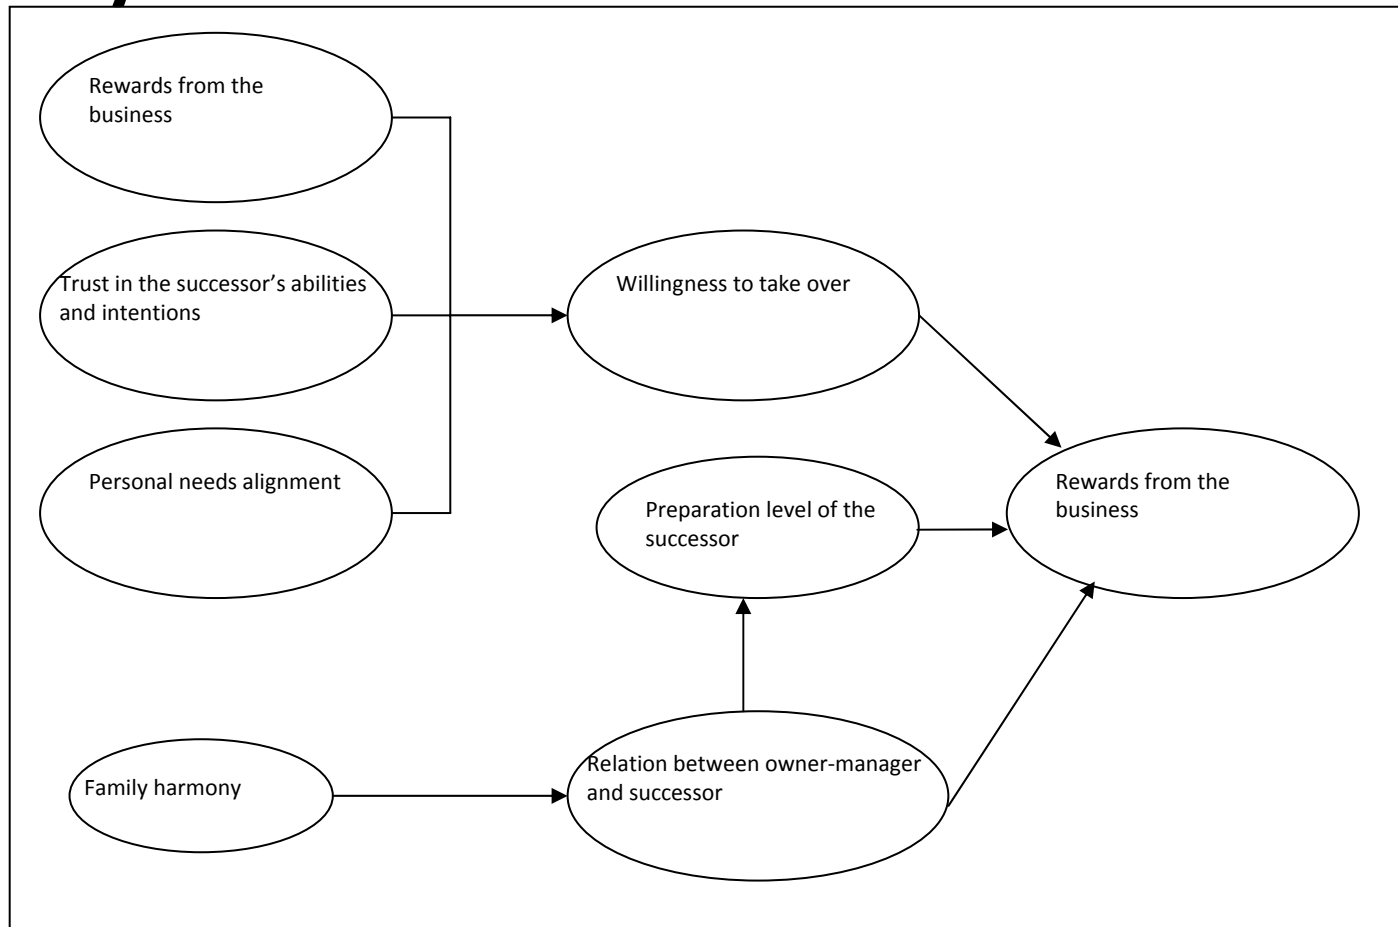 Rewards from the
business
Trust in the successor’s abilities
and intentions
Willingness to take over
Personal needs alignment
Preparation level of the
successor
Rewards from the
business
Family harmony
Relation between owner-manager
and successor